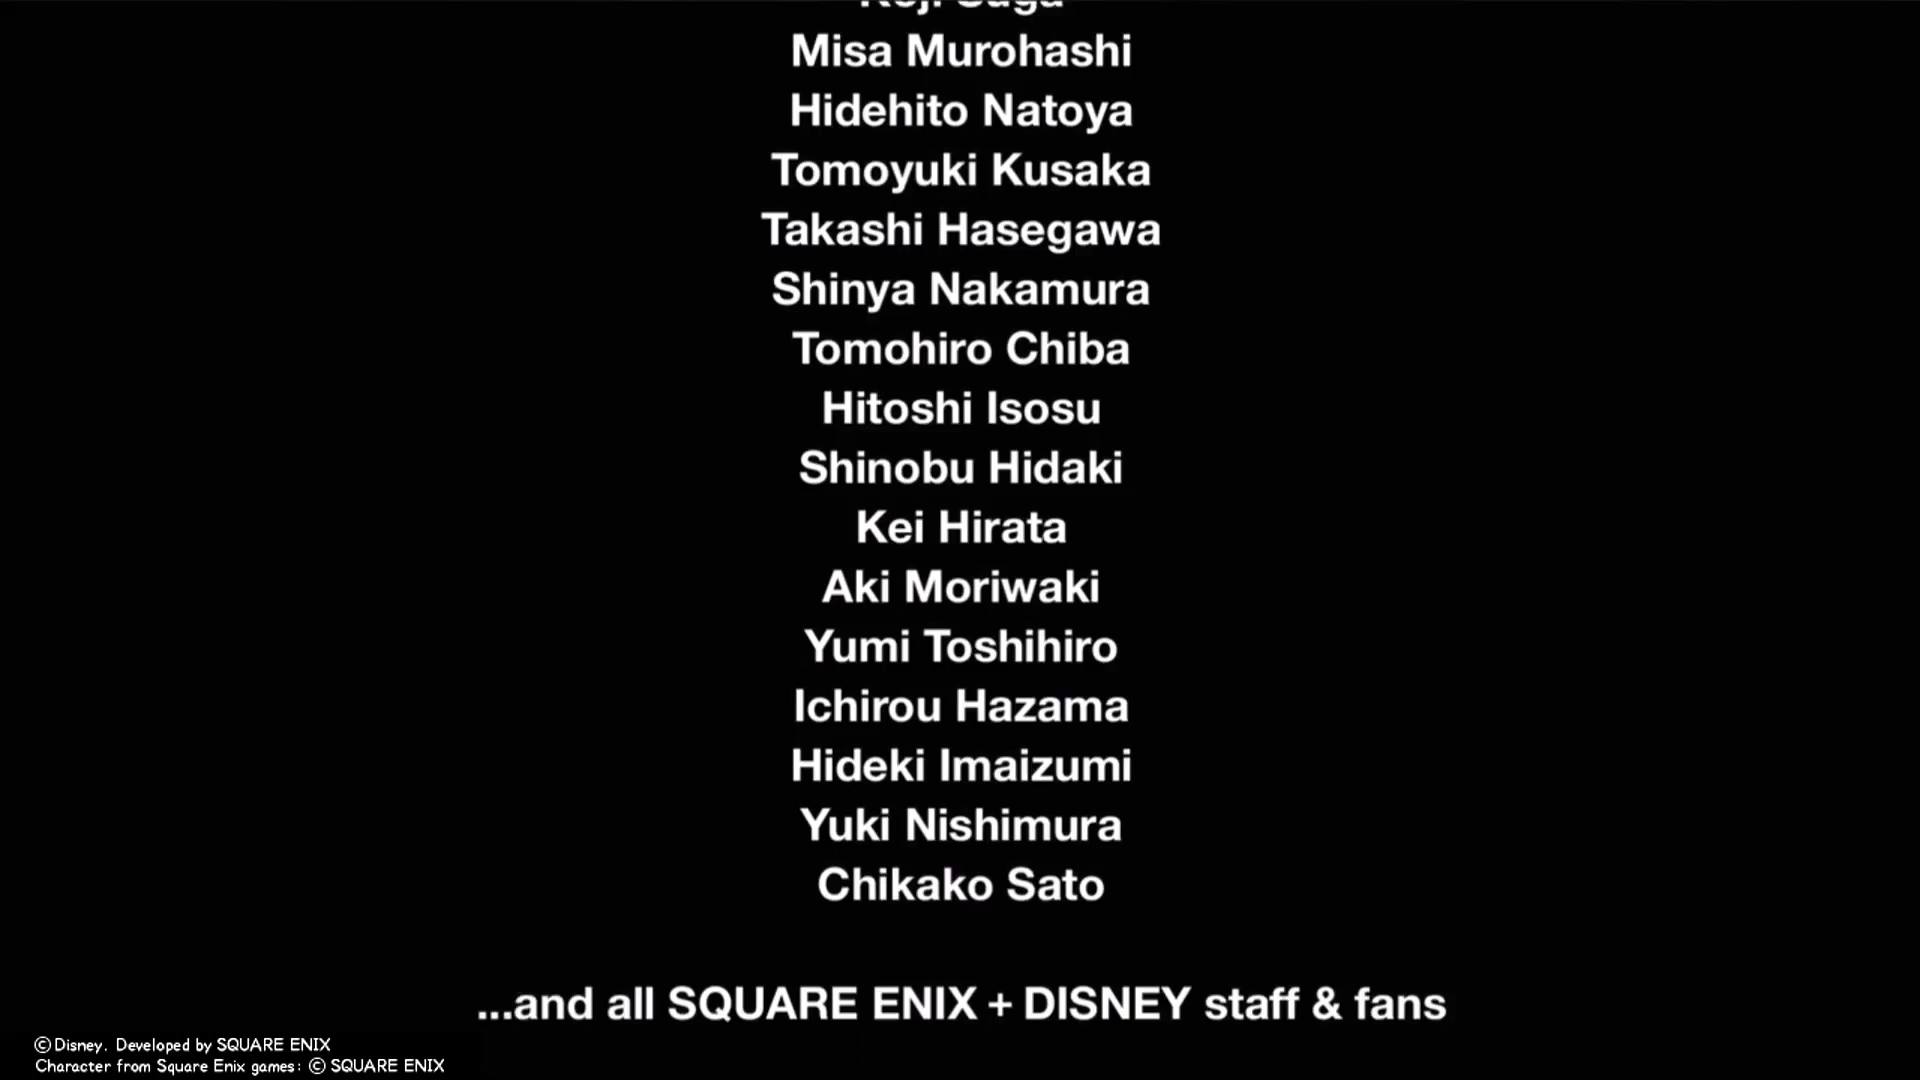 Koji Suga
Misa Murohashi
Hidehito Natoya
Tomoyuki Kusaka
Takashi Hasegawa
Shinya Nakamura
Tomohiro Chiba
Hitoshi Isosu
Shinobu Hidaki
Kei Hirata
Aki Moriwaki
Yumi Toshihiro
Ichirou Hazama
Hideki Imaizumi
Yuki Nishimura
Chikako Sato
...and all SQUARE ENIX + DISNEY staff & fans
©Disney. Developed by SQUARE ENIX
Character from Square Enix games: © SQUARE ENIX